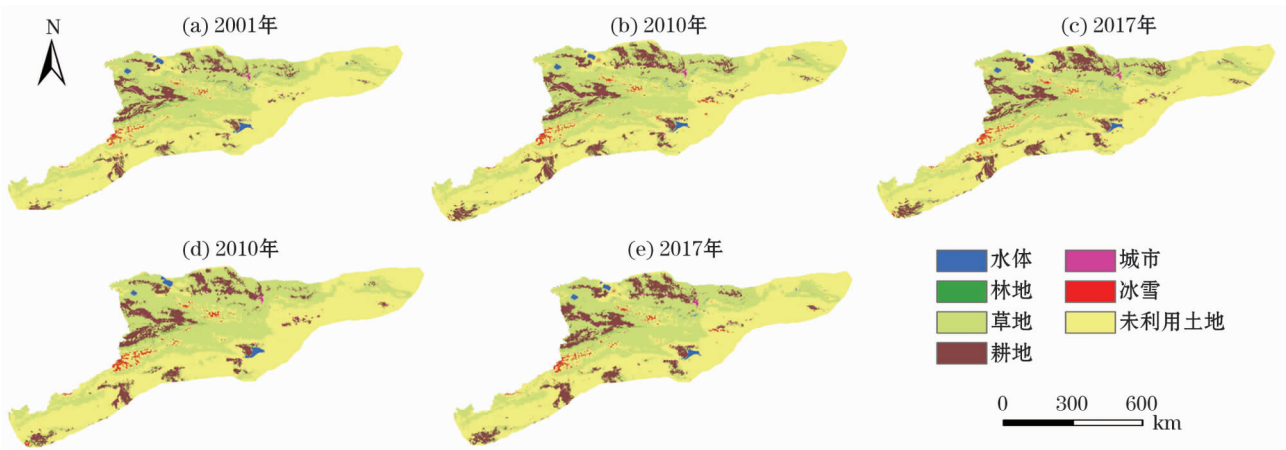 N
(a) 2001年
(b) 2010年
(c) 2017年
(d) 2010年
(e) 2017年
水体
城市
林地
冰雪
草地
未利用土地
耕地
0 300 600
km